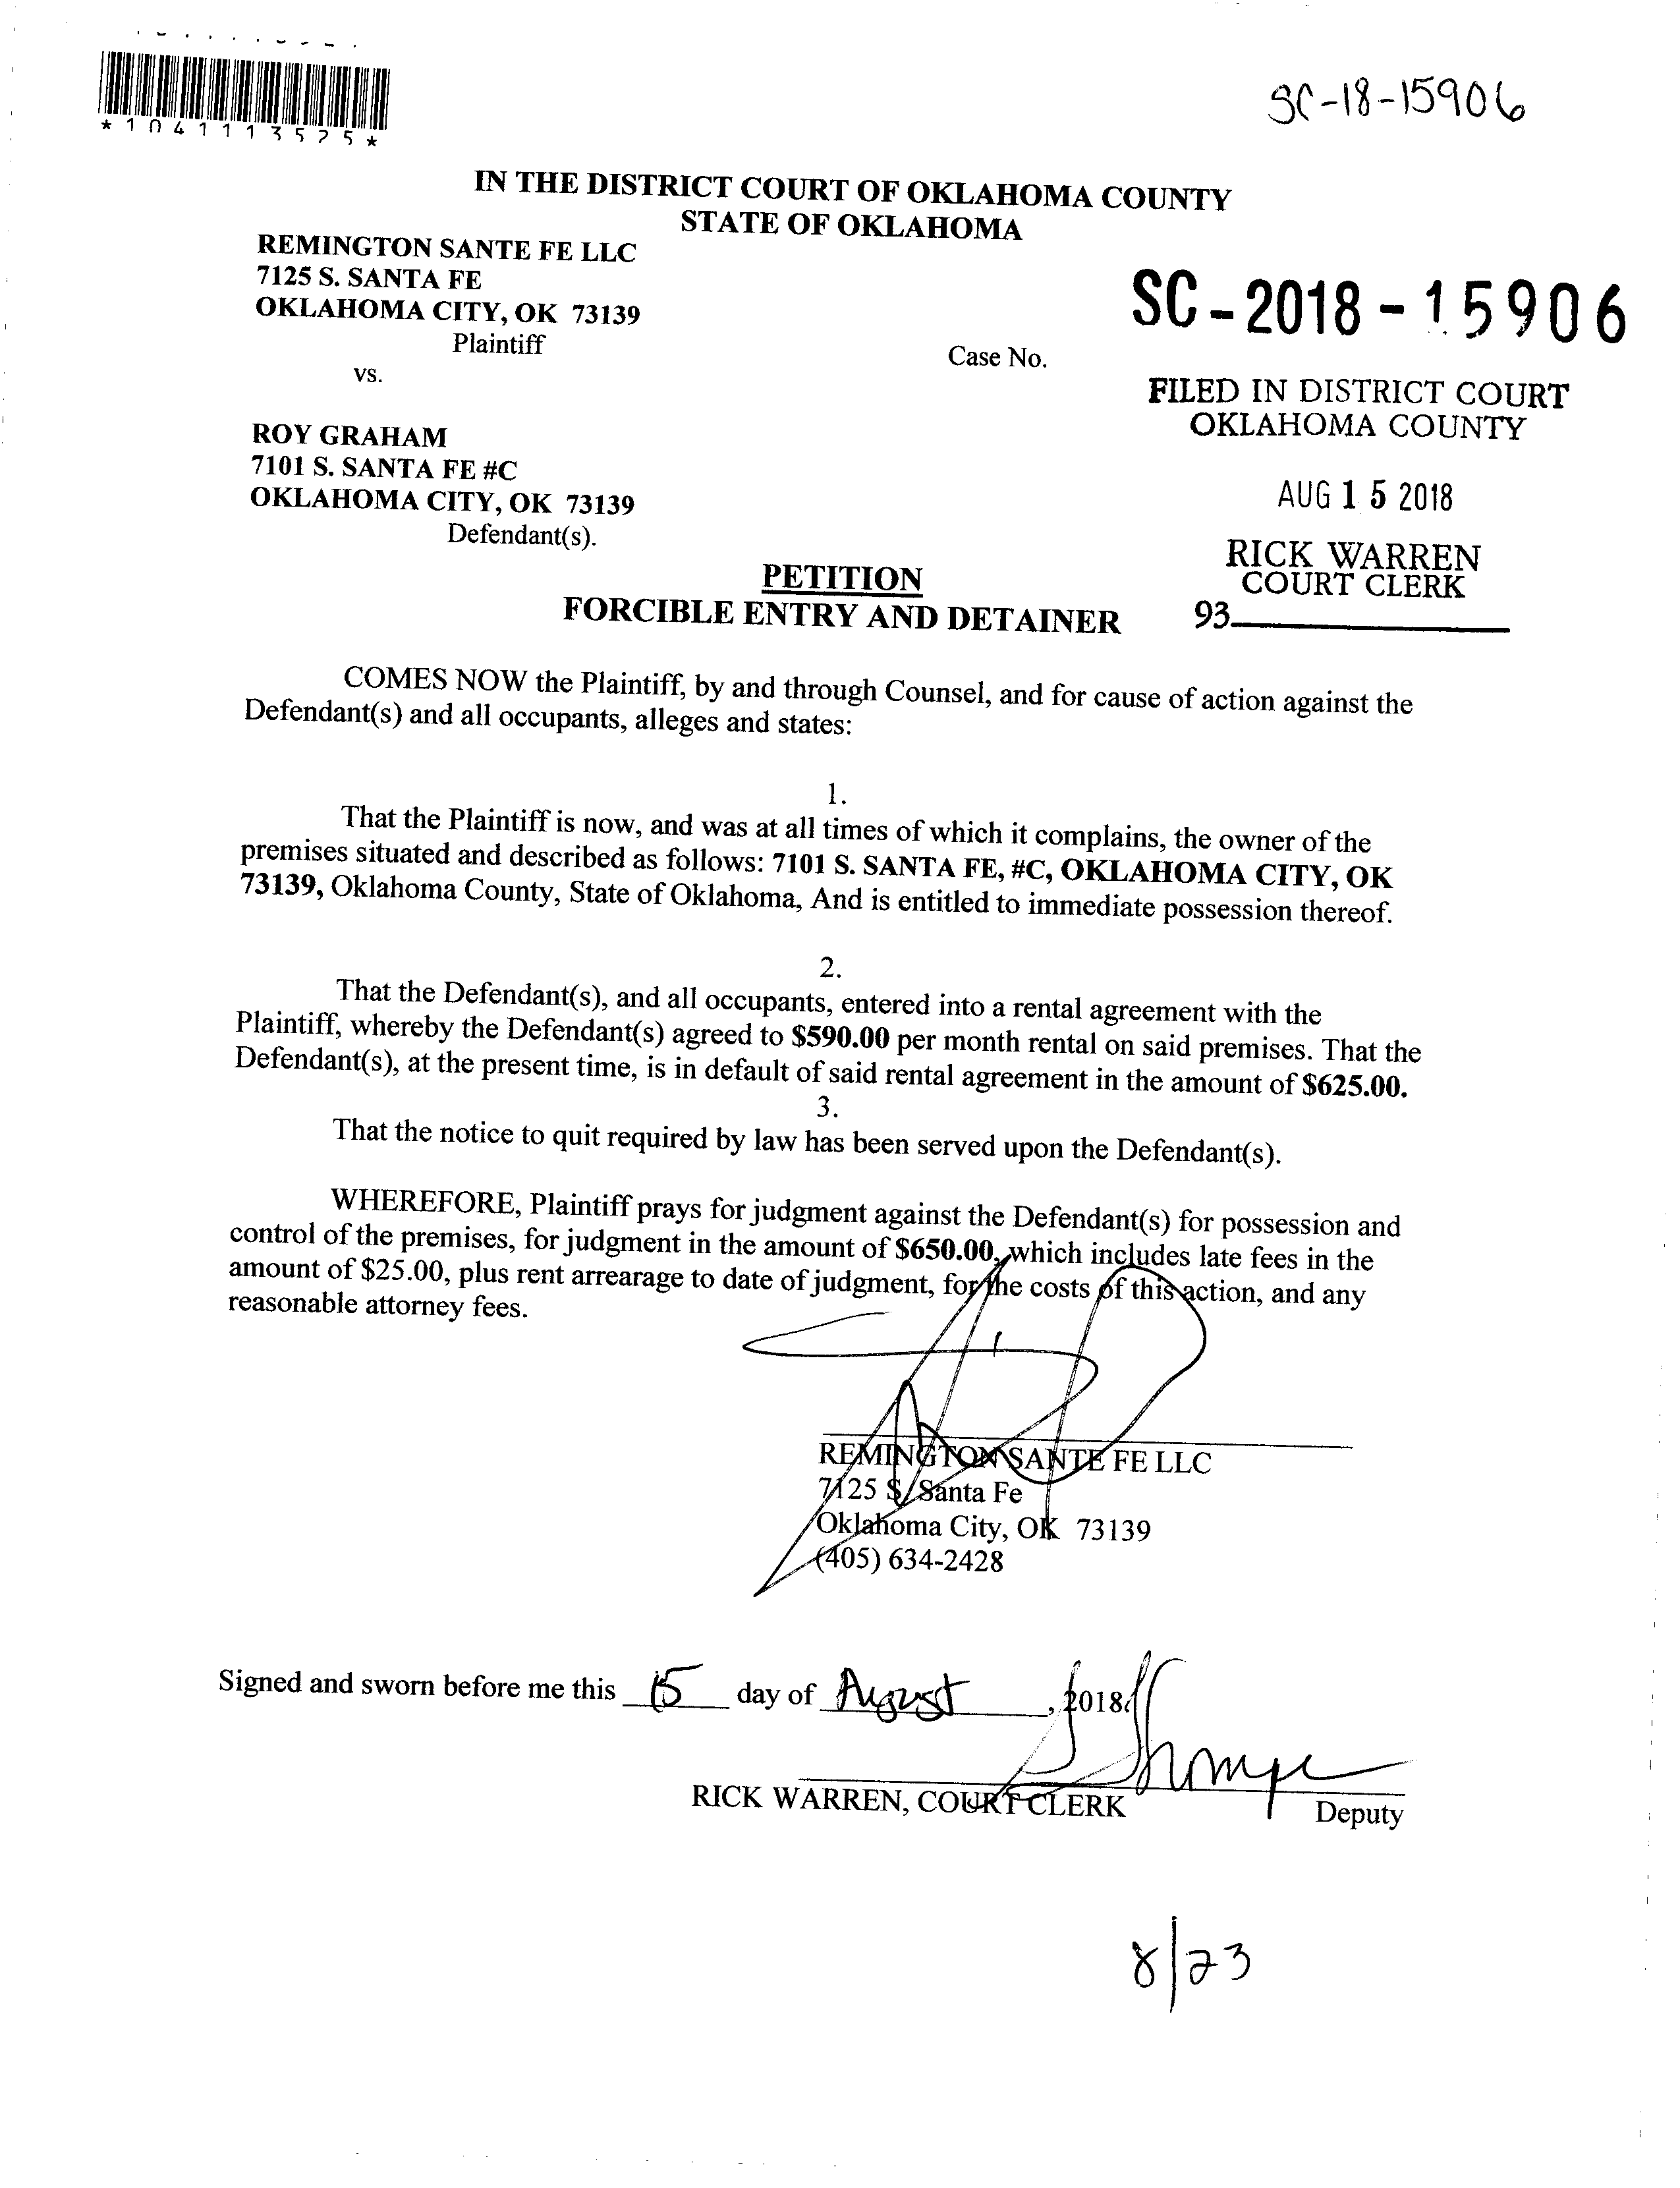 SC-18-15906
*1041113525*
IN THE DISTRICT COURT OF OKLAHOMA COUNTY
STATE OF OKLAHOMA
REMINGTON SANTE FE LLC
7125 S. SANTA FE
OKLAHOMA CITY, OK 73139
Plaintiff
vs.
Case No.
SC-2018-15906
FILED IN DISTRICT COURT
OKLAHOMA COUNTY
AUG 15 2018
RICK WARREN
COURT CLERK
93
ROY GRAHAM
7101 S. SANTA FE #C
OKLAHOMA CITY, OK 73139
Defendant(s).
PETITION
FORCIBLE ENTRY AND DETAINER
COMES NOW the Plaintiff, by and through Counsel, and for cause of action against the
Defendant(s) and all occupants, alleges and states:
1.
That the Plaintiff is now, and was at all times of which it complains, the owner of the
premises situated and described as follows: 7101 S. SANTA FE, #C, OKLAHOMA CITY, OK
73139, Oklahoma County, State of Oklahoma, And is entitled to immediate possession thereof.
2.
That the Defendant(s), and all occupants, entered into a rental agreement with the
Plaintiff, whereby the Defendant(s) agreed to $590.00 per month rental on said premises. That the
Defendant(s), at the present time, is in default of said rental agreement in the amount of $625.00.
3.
That the notice to quit required by law has been served upon the Defendant(s).
WHEREFORE, Plaintiff prays for judgment against the Defendant(s) for possession and
control of the premises, for judgment in the amount of $650.00, which includes late fees in the
amount of $25.00, plus rent arrearage to date of judgment, for the costs of this action, and any
reasonable attorney fees.
REMINGTON SANTE FE LLC
7125 S. Santa Fe
Oklahoma City, OK 73139
(405) 634-2428
Signed and sworn before me this 15 day of August, 2018.
RICK WARREN, COURT CLERK
Deputy
8/23